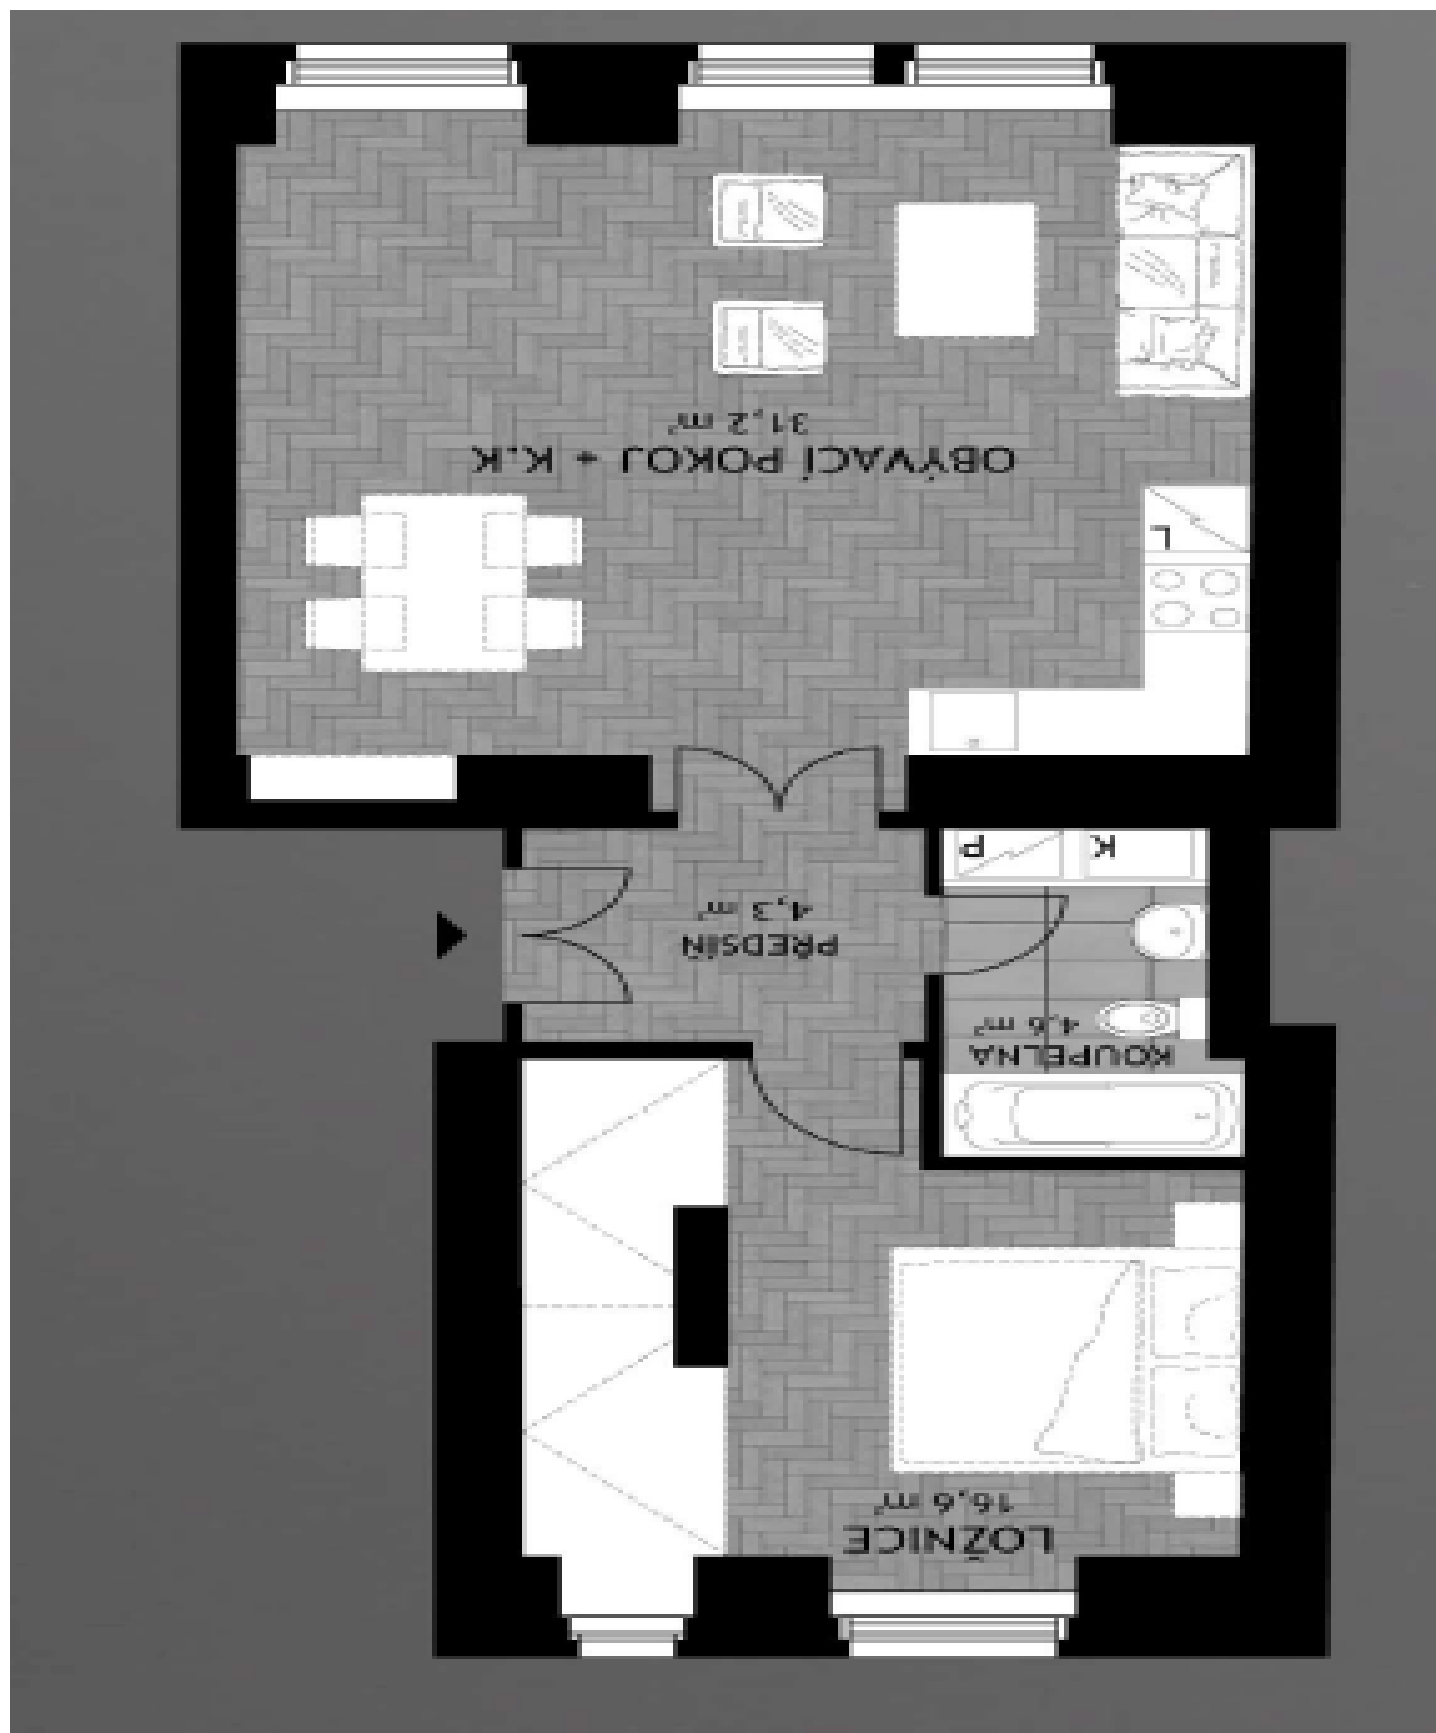 LOŽNICE
16,6 m²
KOUPELNA
4,6 m²
PŘEDSÍŇ
4,3 m²
K
P
L
OBÝVACÍ POKOJ + K.K
31,2 m²